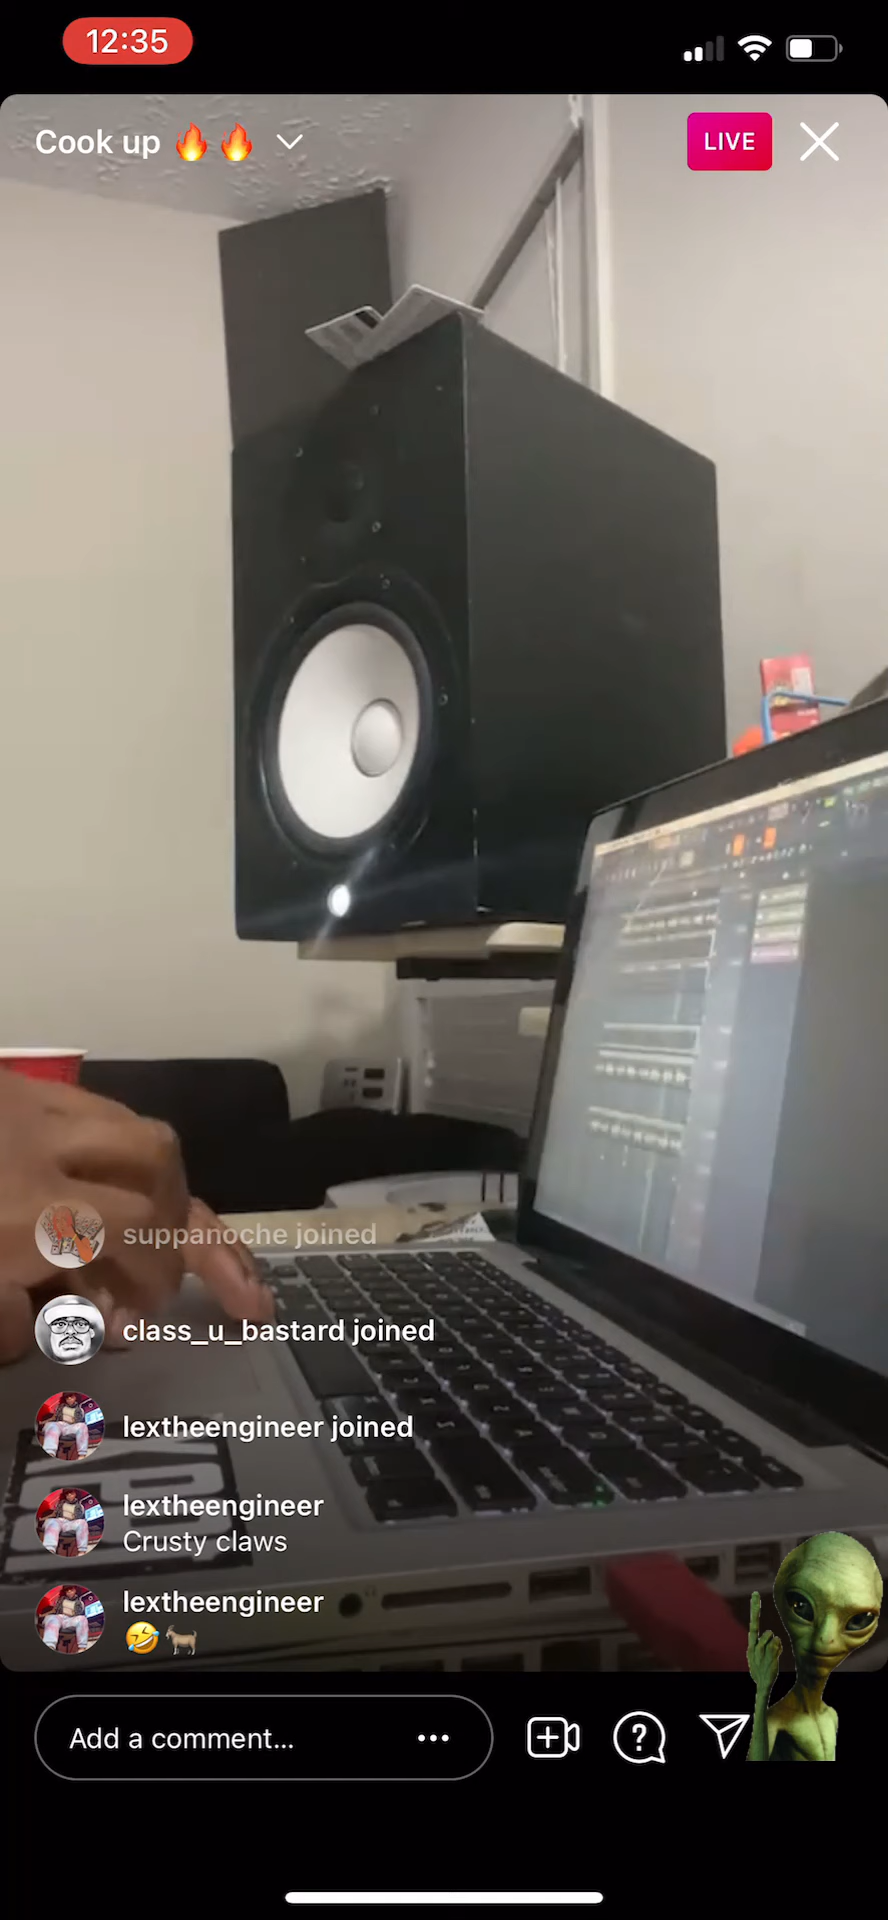 12:35
Cook up 🔥🔥
LIVE
suppanoche joined
class_u_bastard joined
lextheengineer joined
lextheengineer
Crusty claws
lextheengineer
🤣🐐
Add a comment...